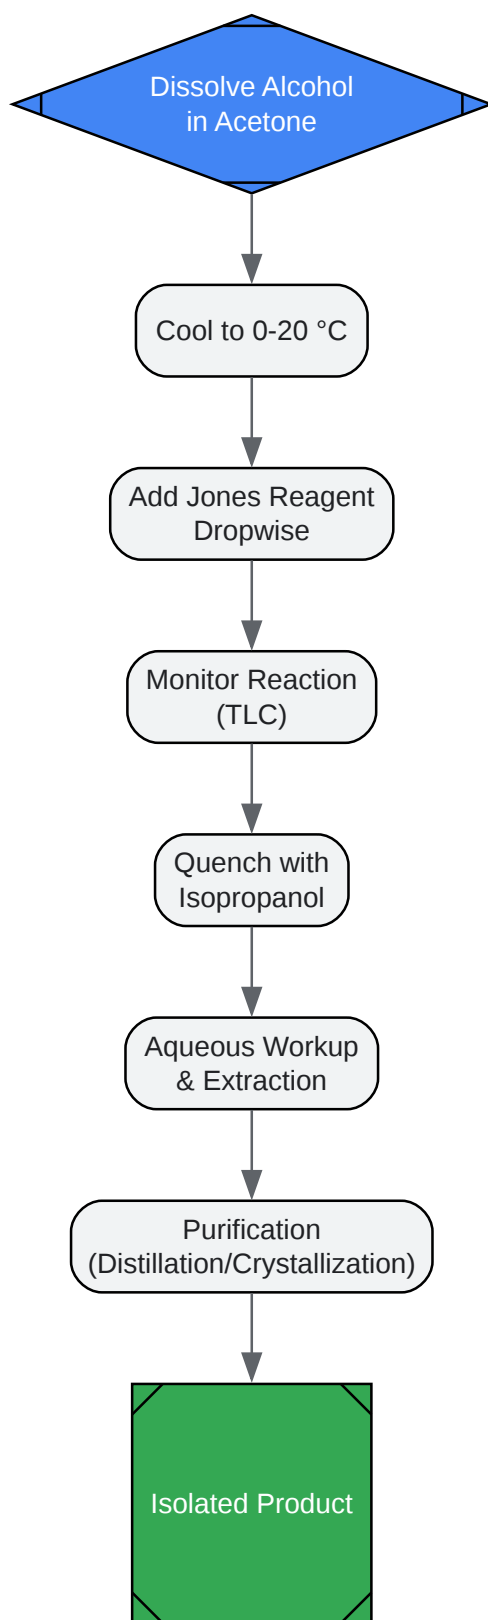 Dissolve Alcohol
in Acetone
Cool to 0-20 °C
Add Jones Reagent
Dropwise
Monitor Reaction
(TLC)
Quench with
Isopropanol
Aqueous Workup
& Extraction
Purification
(Distillation/Crystallization)
Isolated Product